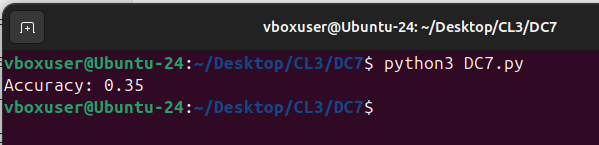 vboxuser@Ubuntu-24: ~/Desktop/CL3/DC7
vboxuser@Ubuntu-24:~/Desktop/CL3/DC7$ python3 DC7.py
Accuracy: 0.35
vboxuser@Ubuntu-24:~/Desktop/CL3/DC7$